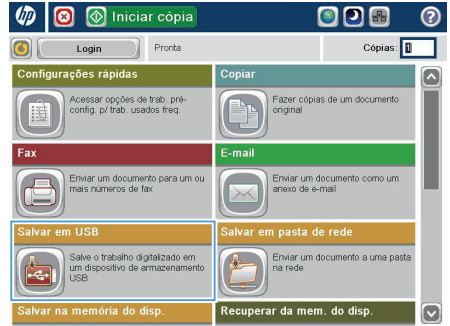 hp Iniciar cópia ?
Login Pronta Cópias: 1
Configurações rápidas
Acessar opções de
trab. pré-
config. p/ trab. usados
freq.
Copiar
Fazer cópias de um documento
original
Fax
Enviar um documento para um ou
mais números de fax
E-mail
Enviar um documento como um
anexo de e-mail
Salvar em USB
Salve o trabalho digitalizado em
um dispositivo de armazenamento
USB
Salvar em pasta de rede
Enviar um documento a uma pasta
na rede
Salvar na memória do disp.
Recuperar da mem. do disp.